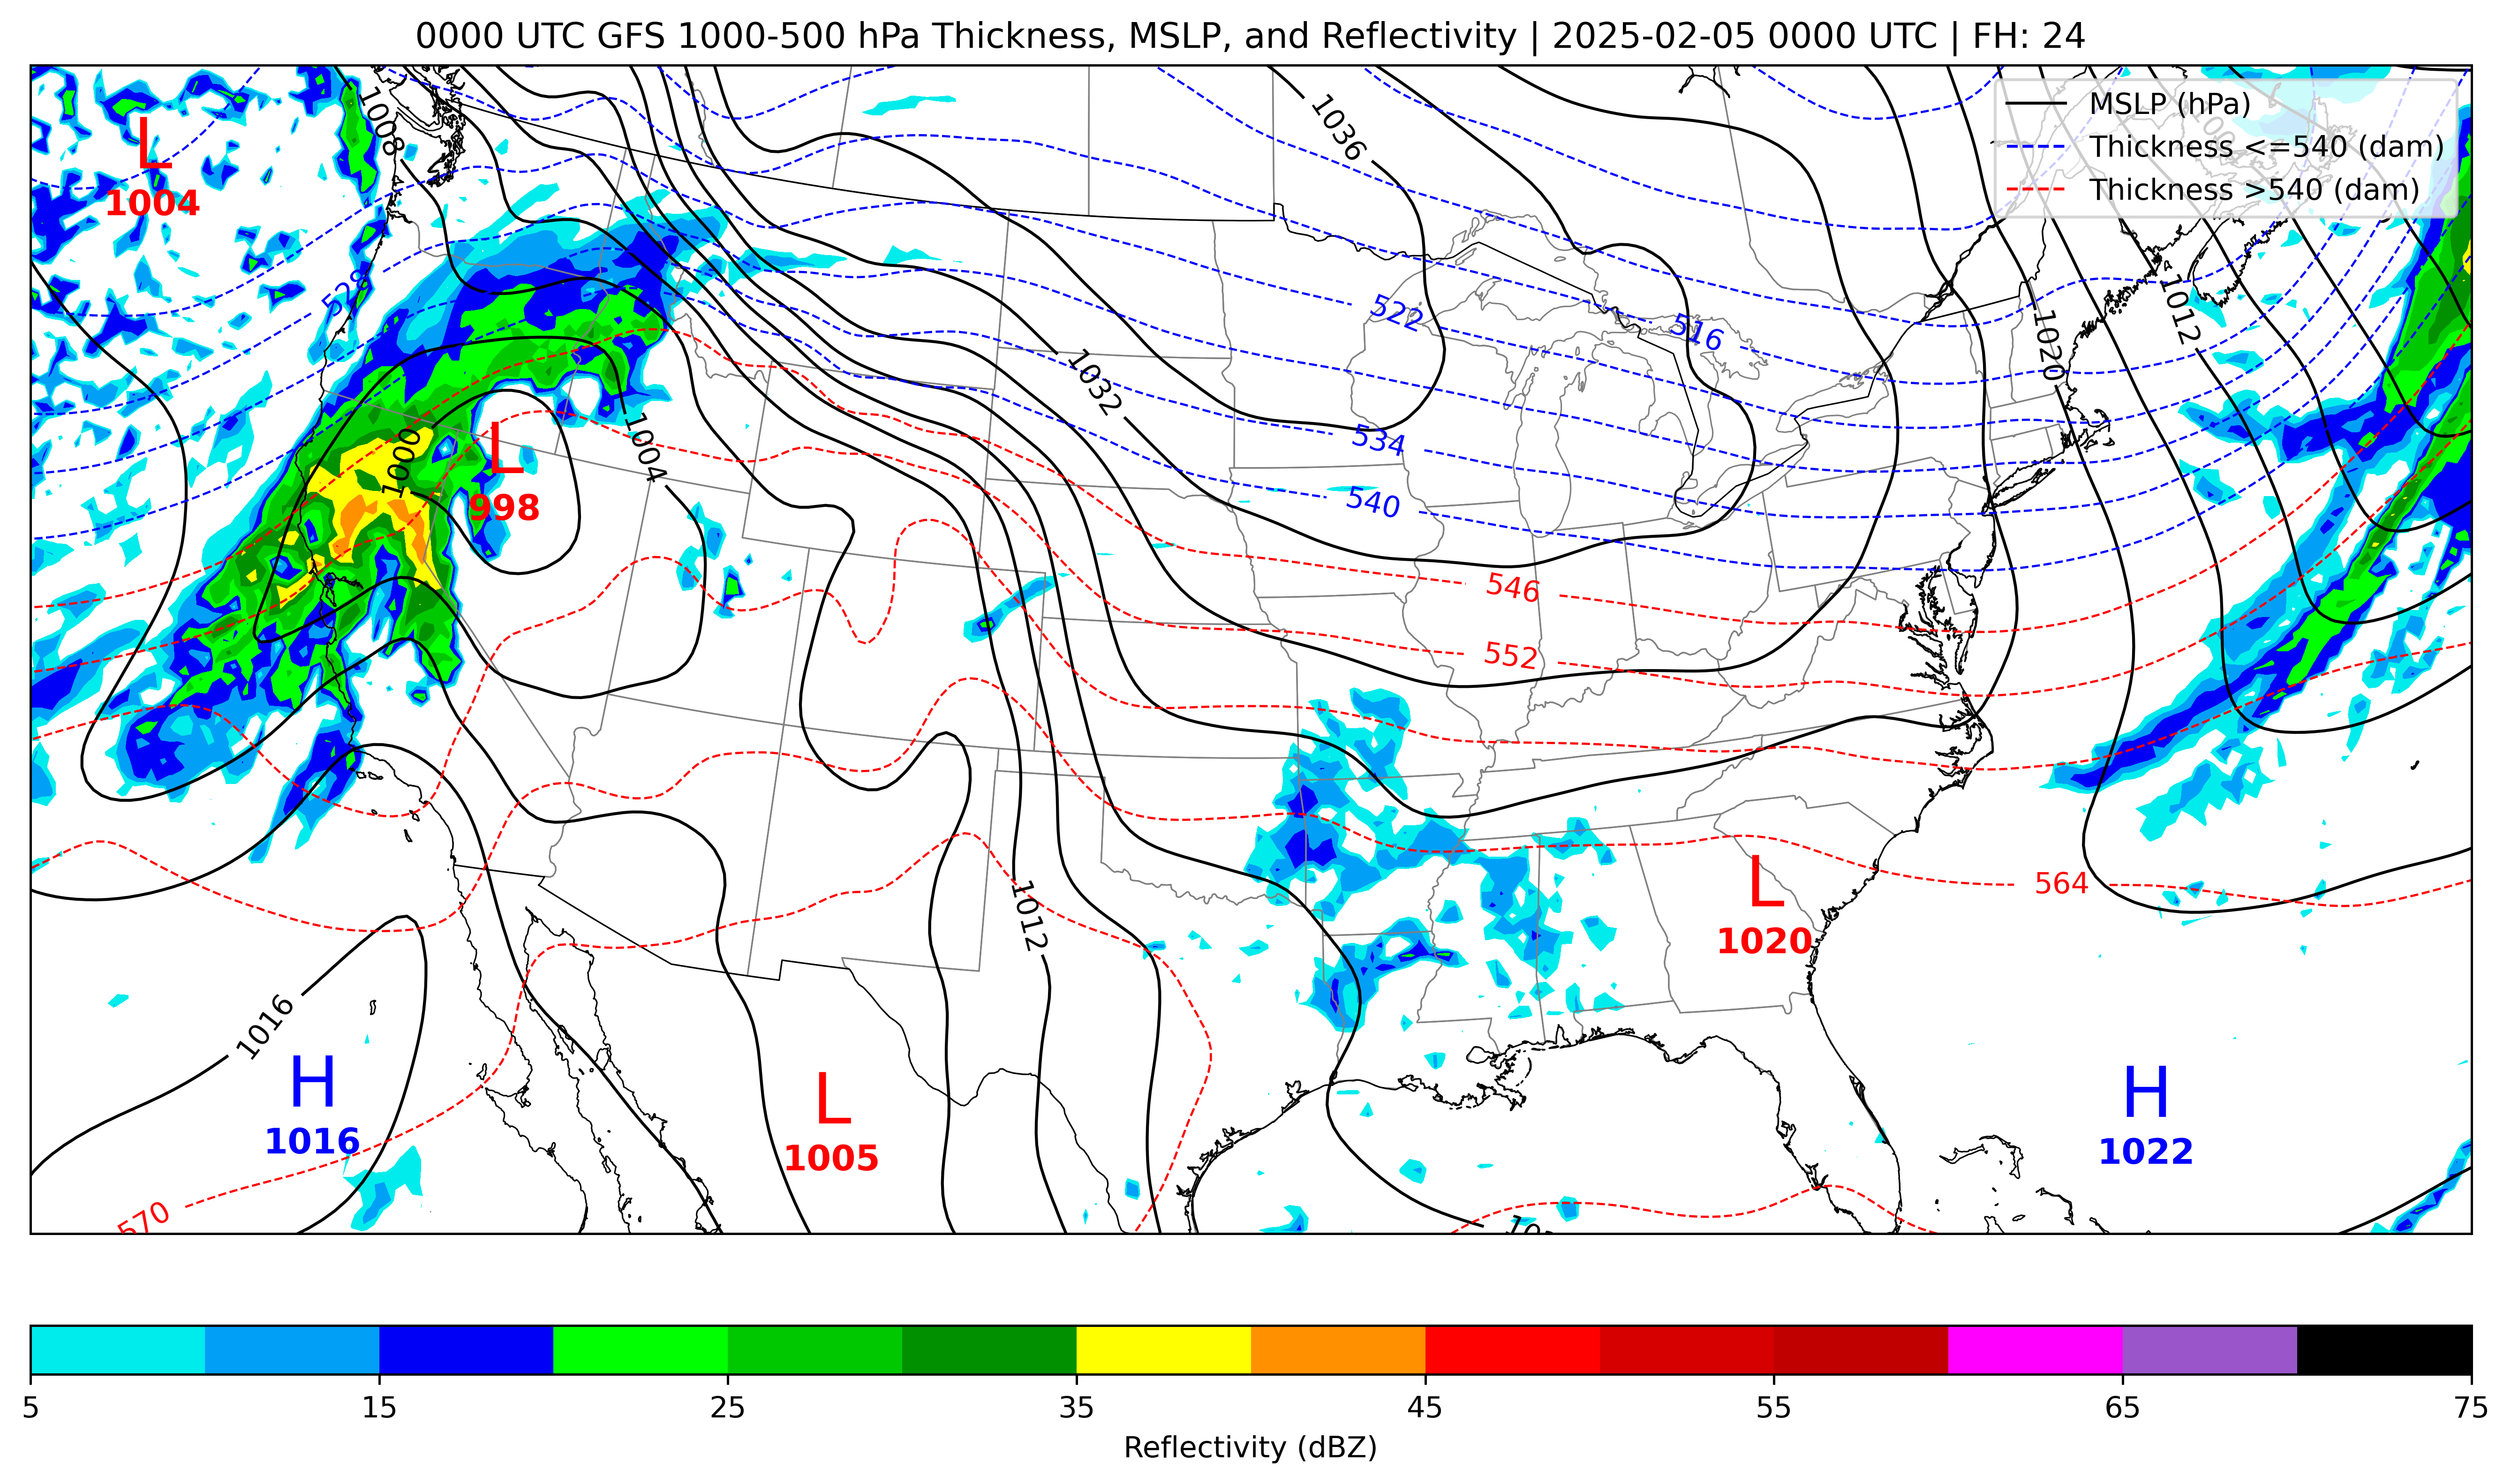 0000 UTC GFS 1000-500 hPa Thickness, MSLP, and Reflectivity | 2025-02-05 0000 UTC | FH: 24
MSLP (hPa)
Thickness <=540 (dam)
Thickness >540 (dam)
1008
1036
L
1004
528
522
516
1020
1012
1032
534
540
1000
1004
L
998
546
552
564
L
1020
1012
1016
H
1016
L
1005
H
1022
570
5 15 25 35 45 55 65 75
Reflectivity (dBZ)